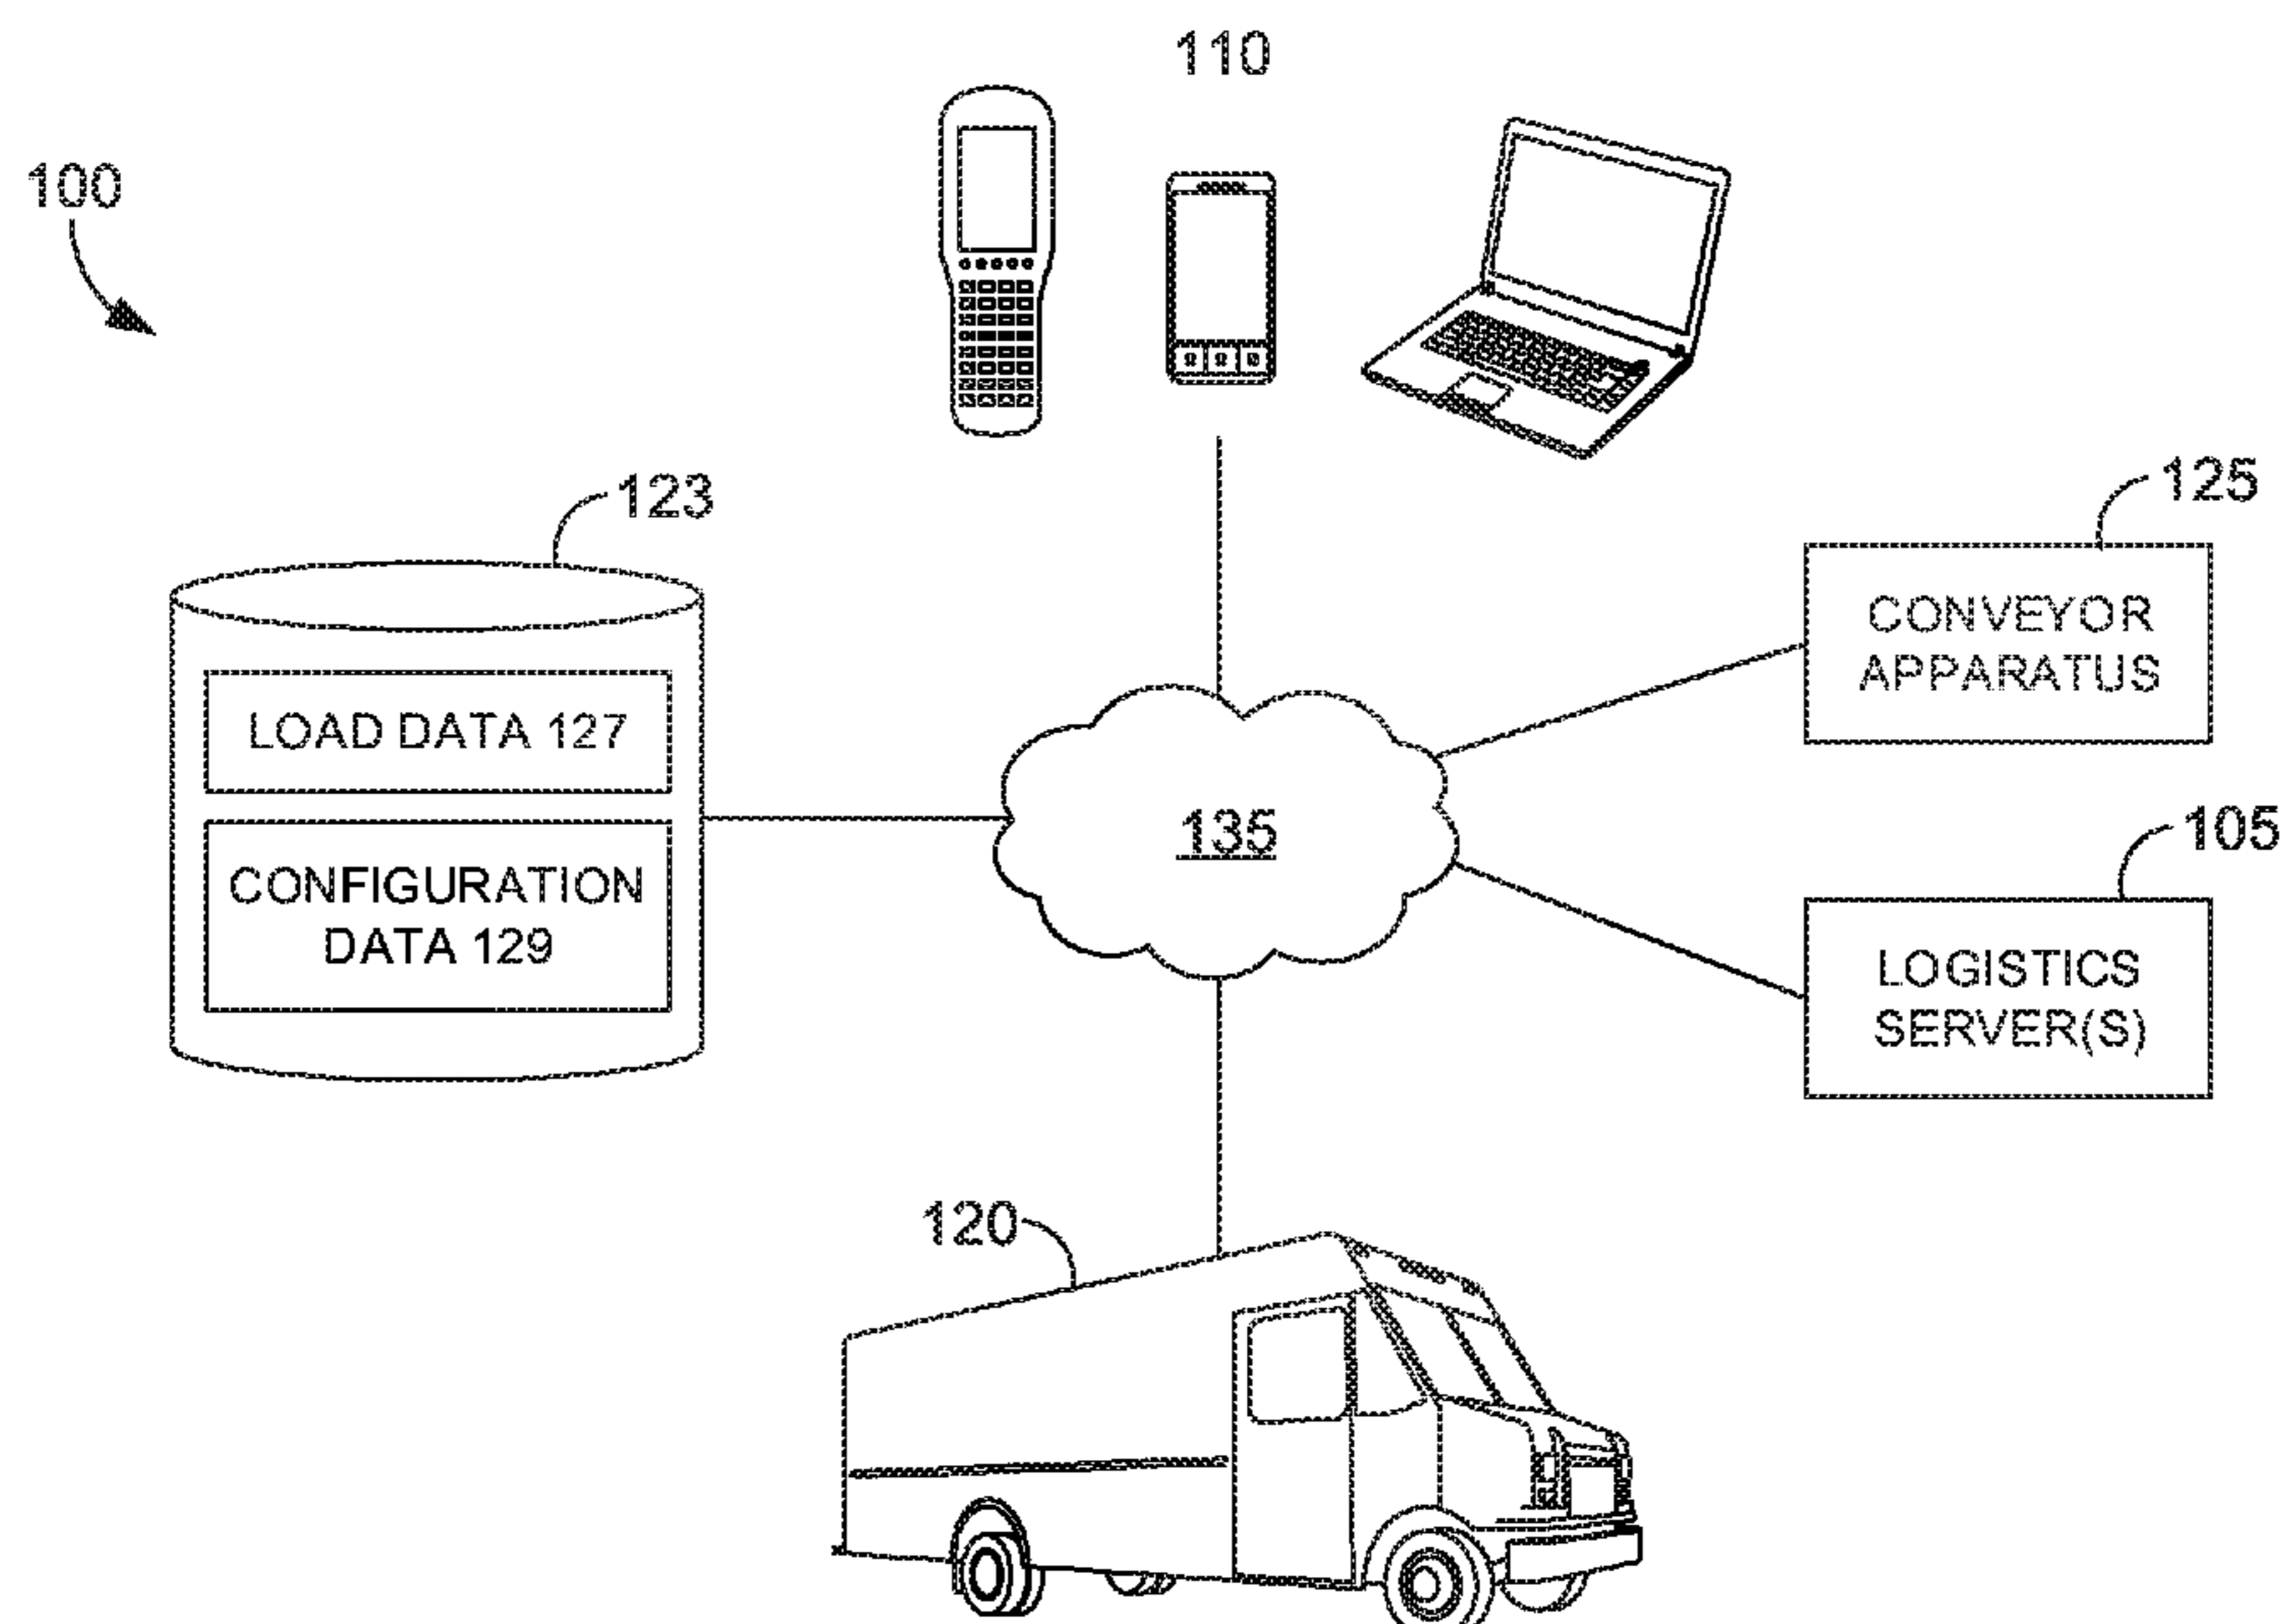 110
100
123
125
CONVEYOR
APPARATUS
LOAD DATA 127
135
105
CONFIGURATION
DATA 129
LOGISTICS
SERVER(S)
120